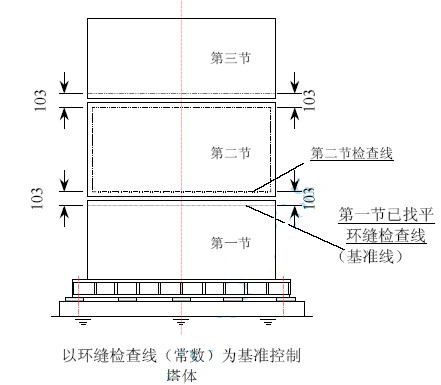 第三节
103
103
第二节
第二节检查线
103
103
第一节已找平
环缝检查线
（基准线）
第一节
以环缝检查线（常数）为基准控制
塔体